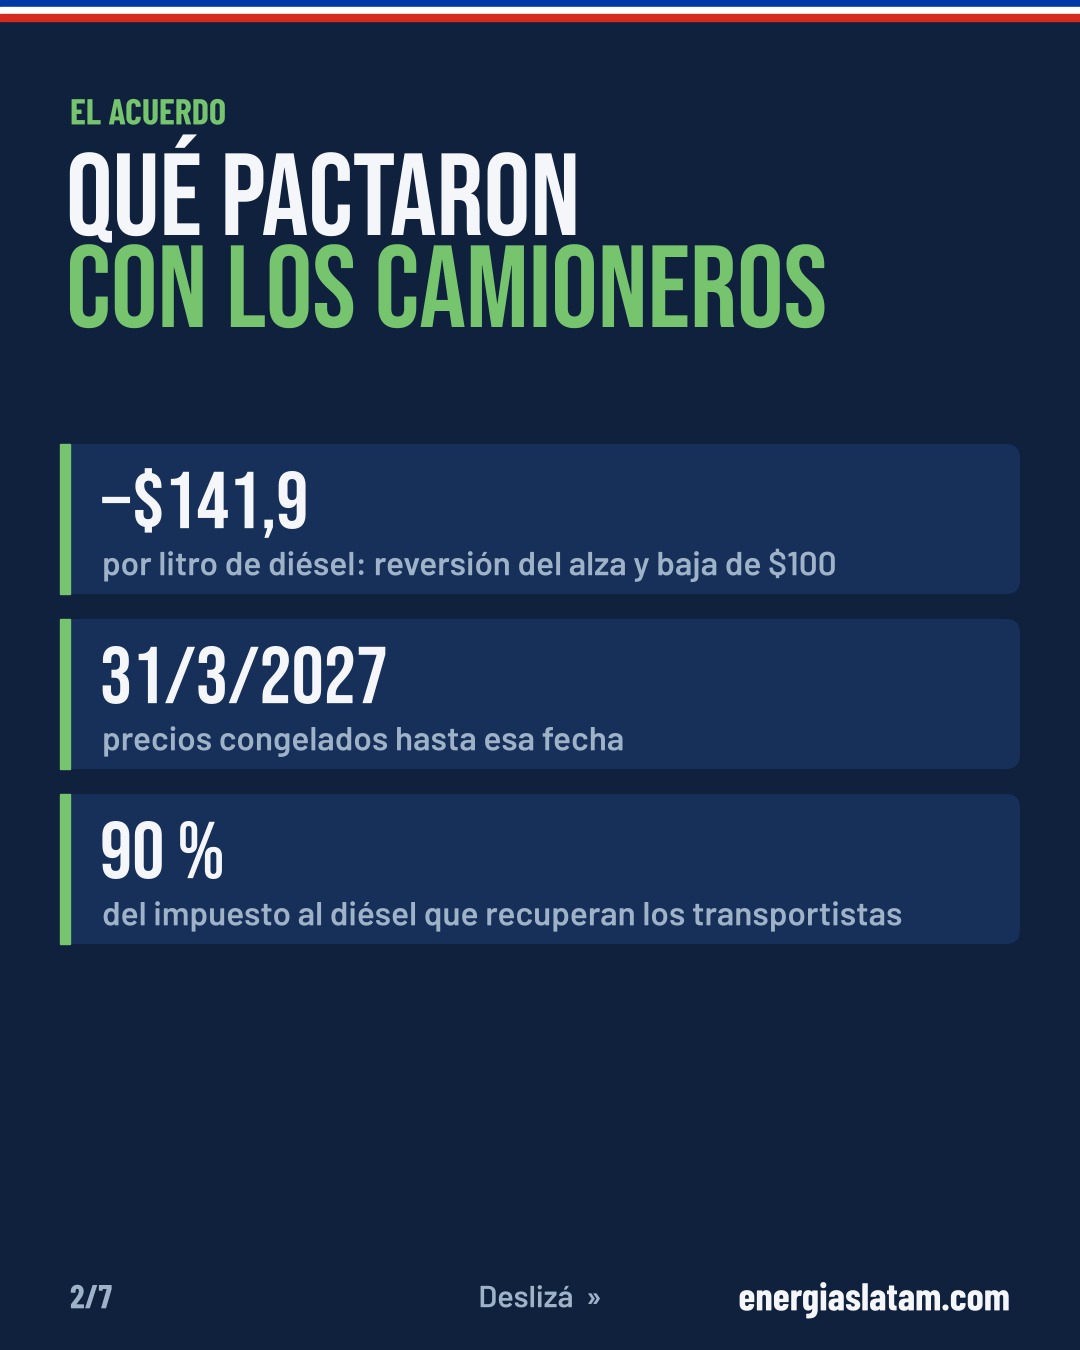 EL ACUERDO
QUÉ PACTARON
CON LOS CAMIONEROS
–$141,9
por litro de diésel: reversión del alza y baja de $100
31/3/2027
precios congelados hasta esa fecha
90 %
del impuesto al diésel que recuperan los transportistas
2/7
Deslizá »
energiaslatam.com